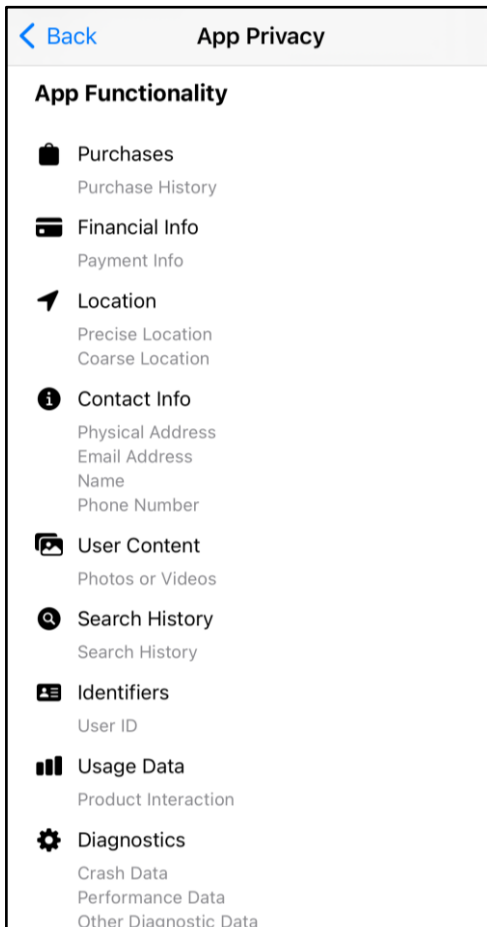 Back
App Privacy
App Functionality
Purchases
Purchase History
Financial Info
Payment Info
Location
Precise Location
Coarse Location
Contact Info
Physical Address
Email Address
Name
Phone Number
User Content
Photos or Videos
Search History
Search History
Identifiers
User ID
Usage Data
Product Interaction
Diagnostics
Crash Data
Performance Data
Other Diagnostic Data